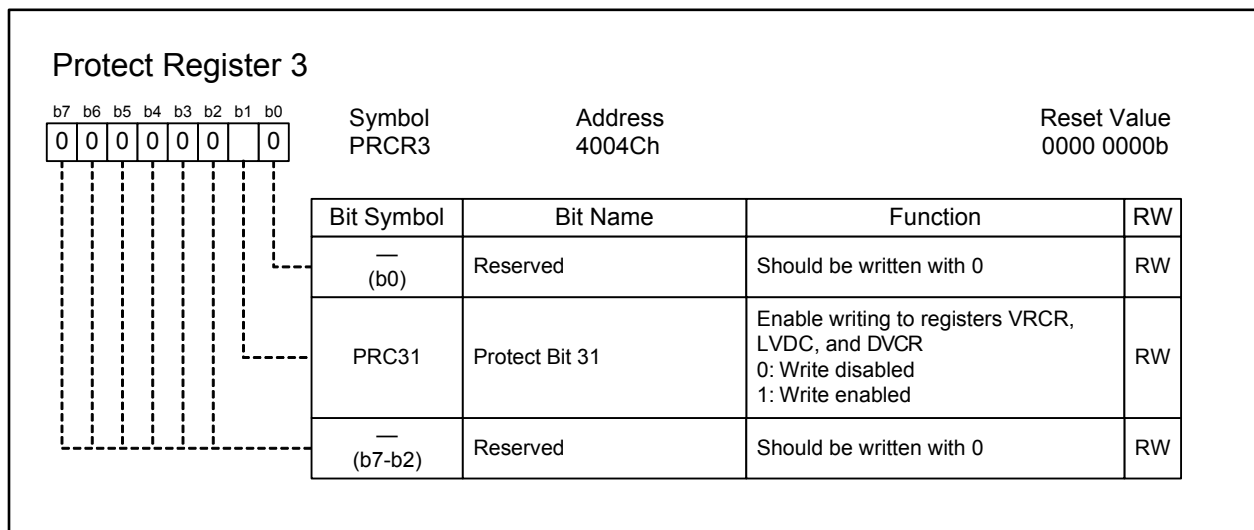 Protect Register 3
b7 b6 b5 b4 b3 b2 b1 b0
0 0 0 0 0 0 0
Symbol Address Reset Value
PRCR3 4004Ch 0000 0000b
Bit Symbol Bit Name Function RW
—
(b0) Reserved Should be written with 0 RW
PRC31 Protect Bit 31 Enable writing to registers VRCR,
LVDC, and DVCR
0: Write disabled
1: Write enabled RW
—
(b7-b2) Reserved Should be written with 0 RW